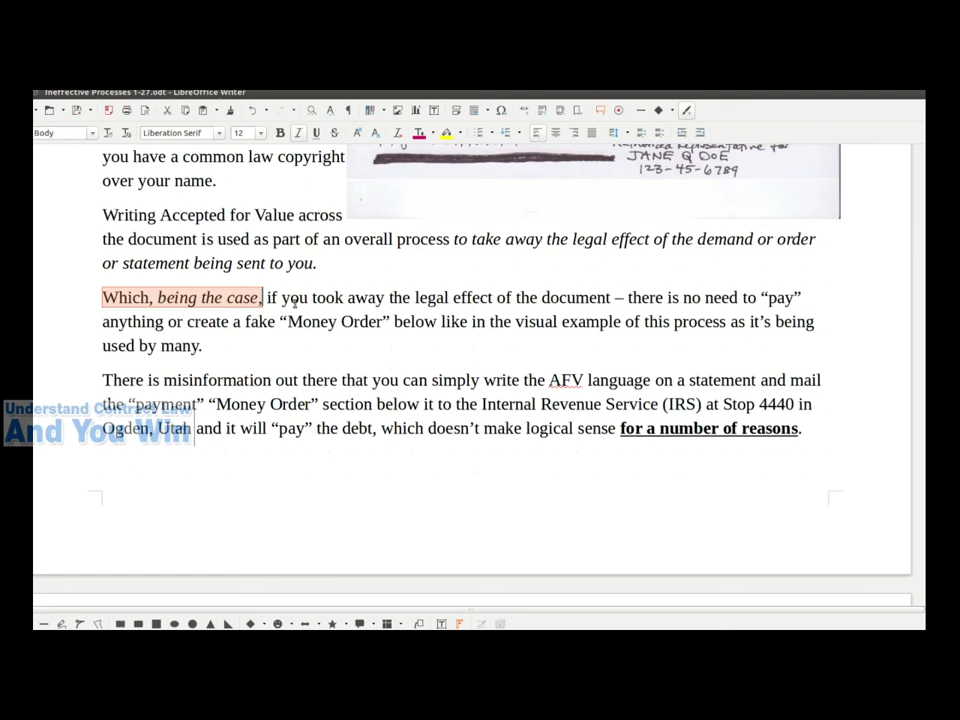 Ineffective Processes 1-27.odt - LibreOffice Writer
Body
Liberation Serif
12
you have a common law copyright
over your name.
Authorized Representative for
JANE Q DOE
123-45-6789
Writing Accepted for Value across
the document is used as part of an overall process to take away the legal effect of the demand or order
or statement being sent to you.
Which, being the case, if you took away the legal effect of the document – there is no need to “pay”
anything or create a fake “Money Order” below like in the visual example of this process as it’s being
used by many.
There is misinformation out there that you can simply write the AFV language on a statement and mail
the “payment” “Money Order” section below it to the Internal Revenue Service (IRS) at Stop 4440 in
Ogden, Utah and it will “pay” the debt, which doesn’t make logical sense for a number of reasons.
Understand Contract Law
And You Win